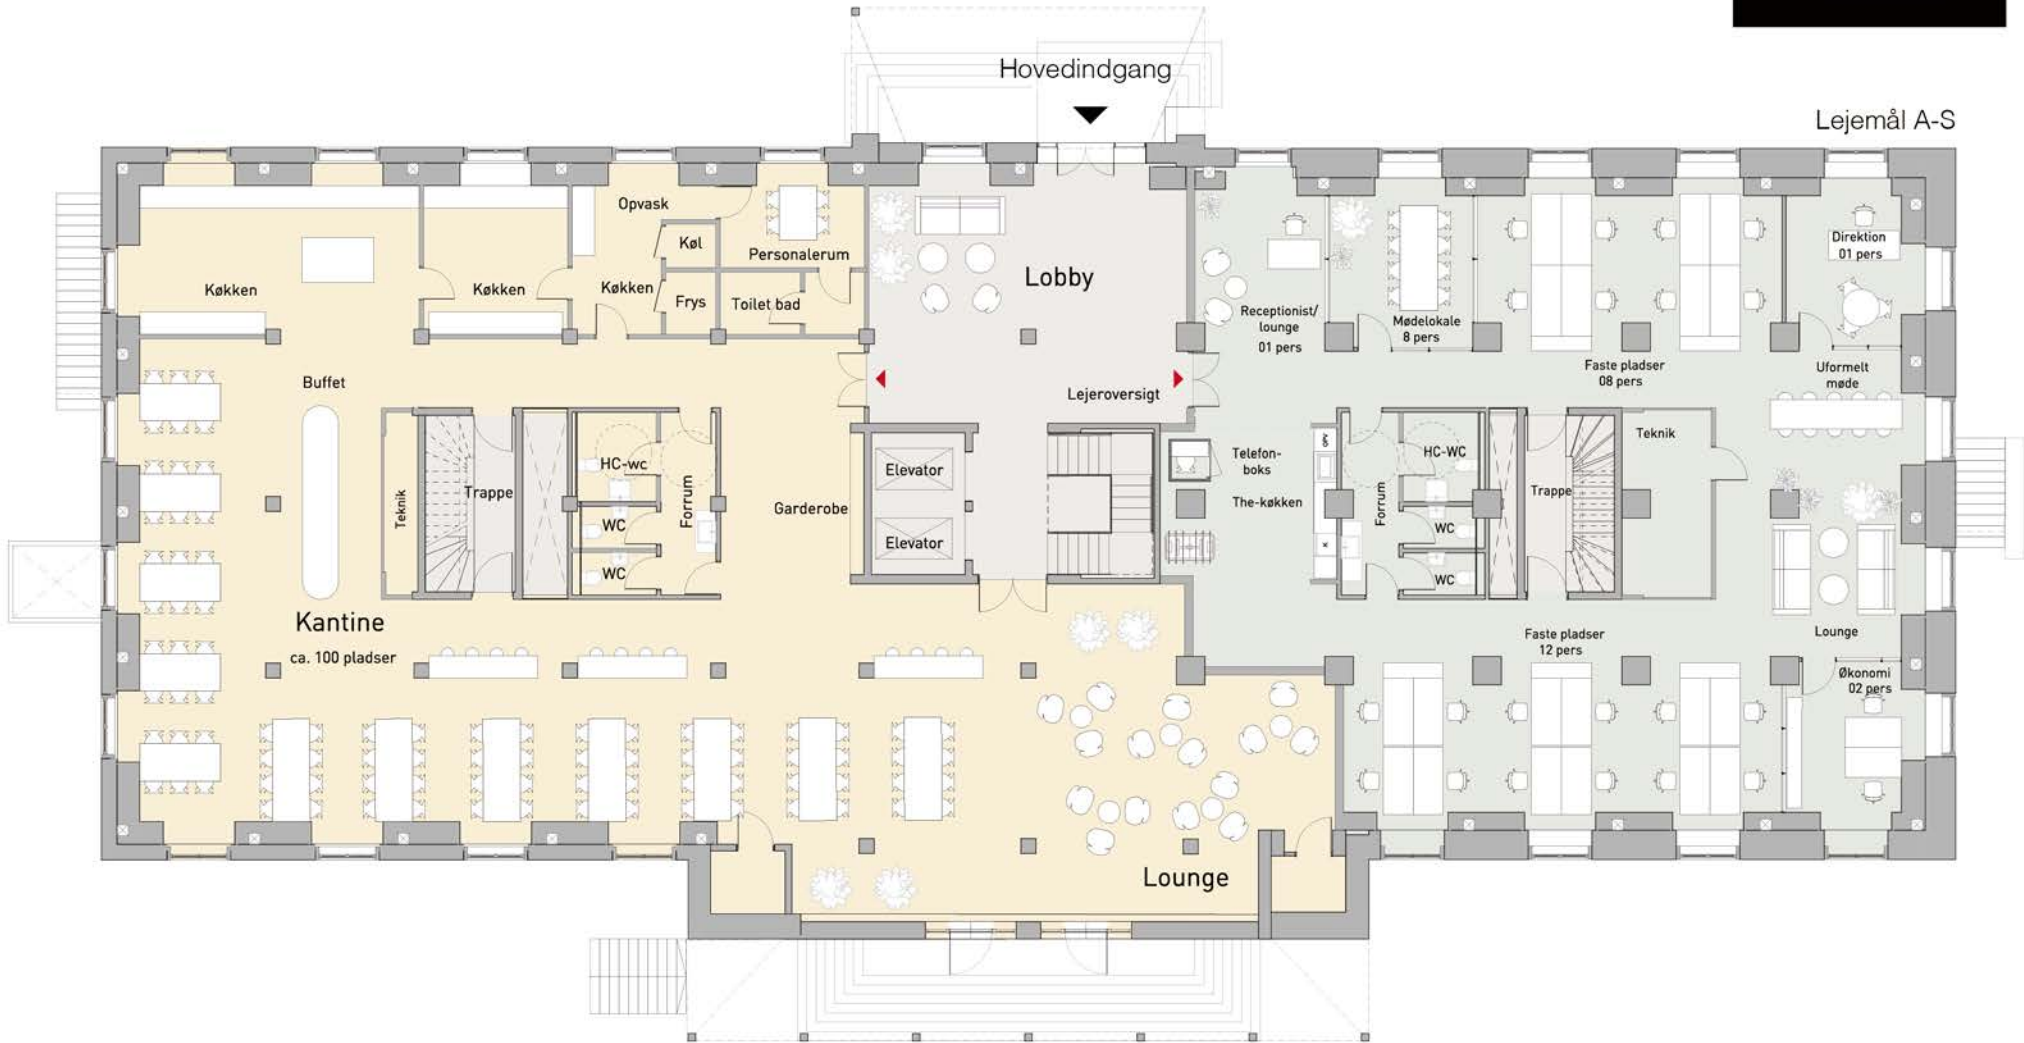 Hovedindgang
Lejemål A-S
Opvask
Køl
Personalerum
Køkken
Køkken
Køkken
Frys
Toilet bad
Lobby
Receptionist/
lounge
01 pers
Mødelokale
8 pers
Direktion
01 pers
Faste pladser
08 pers
Uformelt
møde
Buffet
Lejeroversigt
Teknik
Trappe
HC-wc
WC
WC
Forrum
Garderobe
Elevator
Elevator
Telefon-
boks
The-køkken
OPV
K
Forrum
HC-WC
WC
WC
Trappe
Teknik
Kantine
ca. 100 pladser
Faste pladser
12 pers
Lounge
Økonomi
02 pers
Lounge